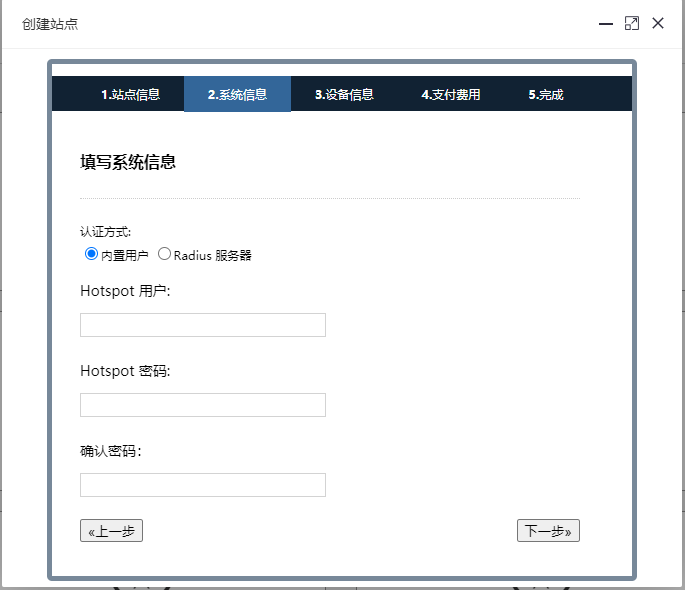 创建站点
1.站点信息 2.系统信息 3.设备信息 4.支付费用 5.完成
填写系统信息
认证方式:
内置用户 Radius 服务器
Hotspot 用户:
Hotspot 密码:
确认密码:
«上一步 下一步»